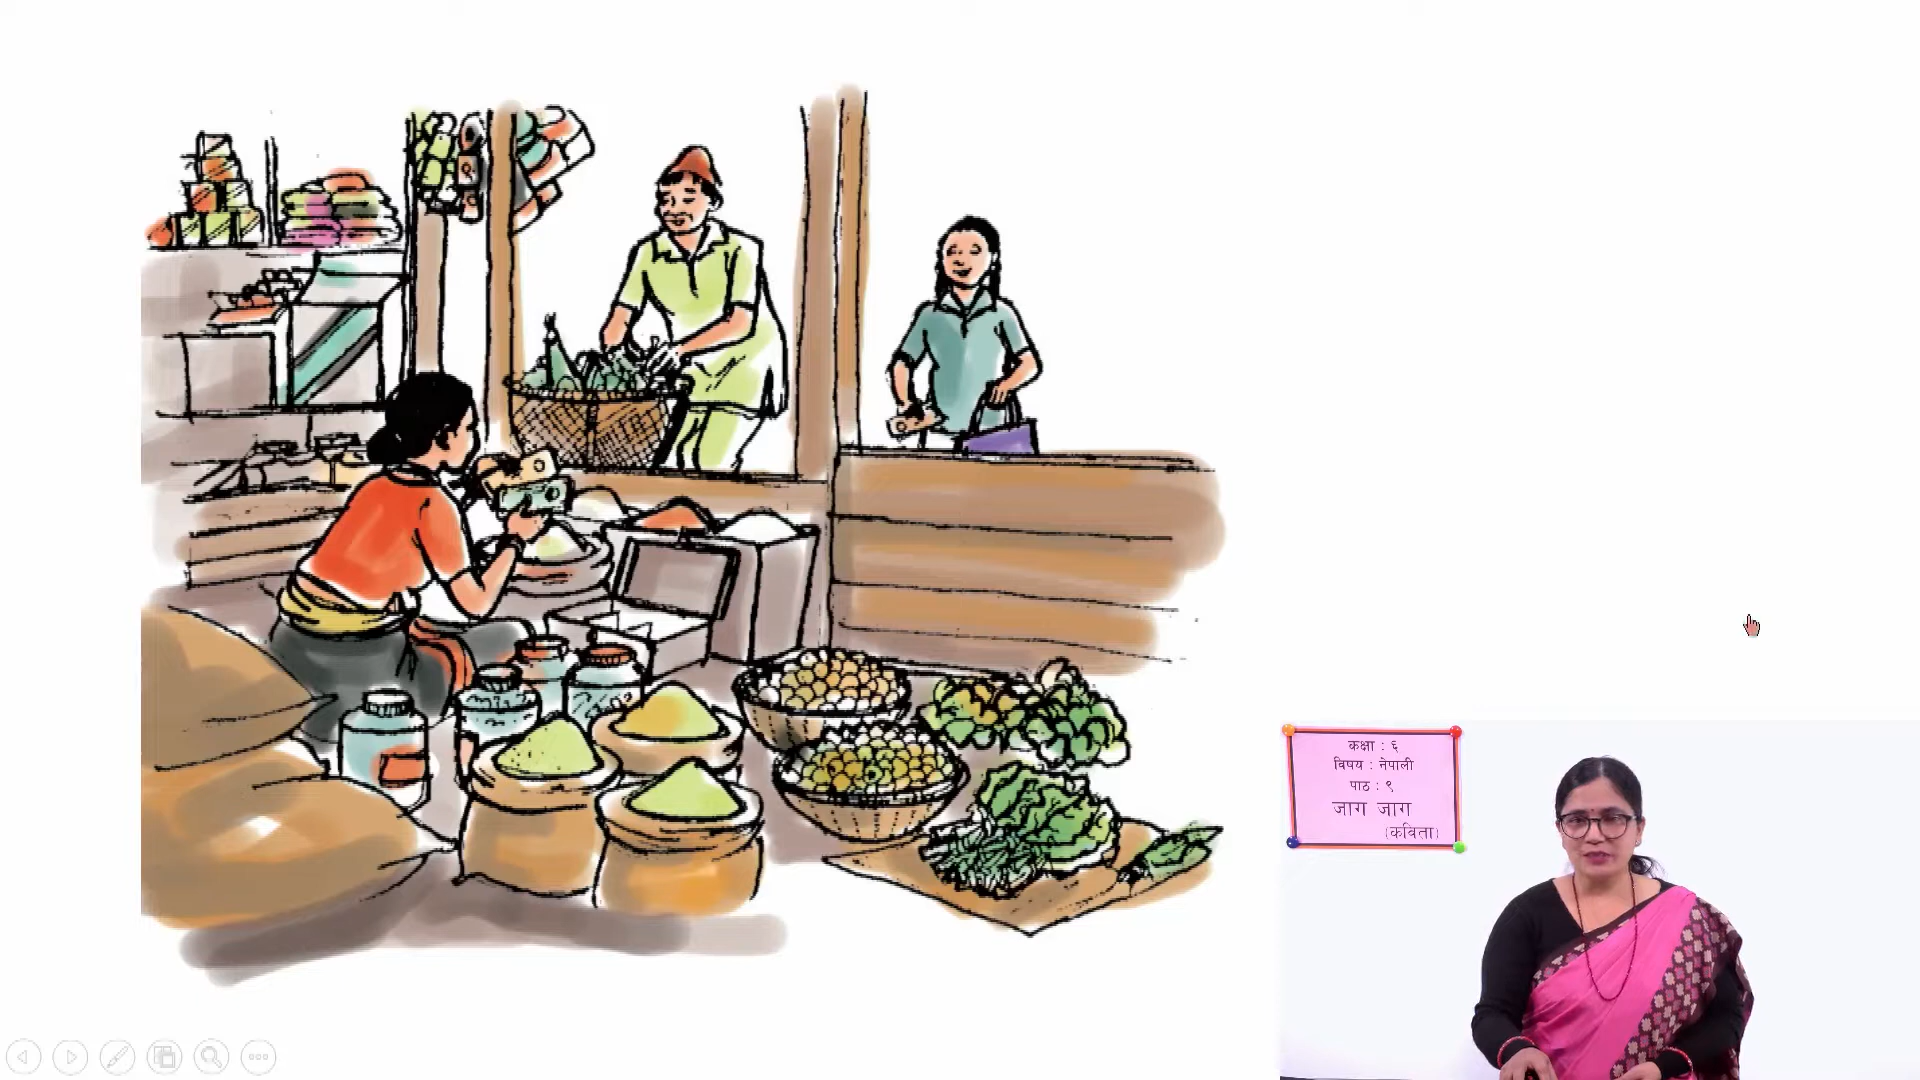 कक्षा : ६
विषय : नेपाली
पाठ : ९
जाग जाग
(कविता)